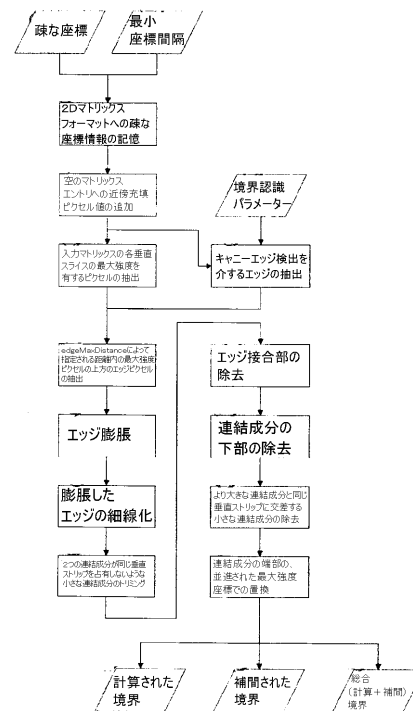 疎な座標
最小
座標間隔
2Dマトリックス
フォーマットへの疎な
座標情報の記憶
空のマトリックス
エントリへの近傍充填
ピクセル値の追加
境界認識
パラメーター
入力マトリックスの各垂直
スライスの最大強度を
有するピクセルの抽出
キャニーエッジ検出を
介するエッジの抽出
edgeMaxDistanceによって
指定される距離内の最大強度
ピクセルの上方のエッジピクセル
の抽出
エッジ膨張
膨張した
エッジの細線化
2つの連結成分が同じ垂直
ストリップを占有しないような
小さな連結成分のトリミング
エッジ接合部の
除去
連結成分の
下部の除去
より大きな連結成分と同じ
垂直ストリップに交差する
小さな連結成分の除去
連結成分の端部の、
並進された最大強度
座標での置換
計算された
境界
補間された
境界
総合
(計算+補間)
境界